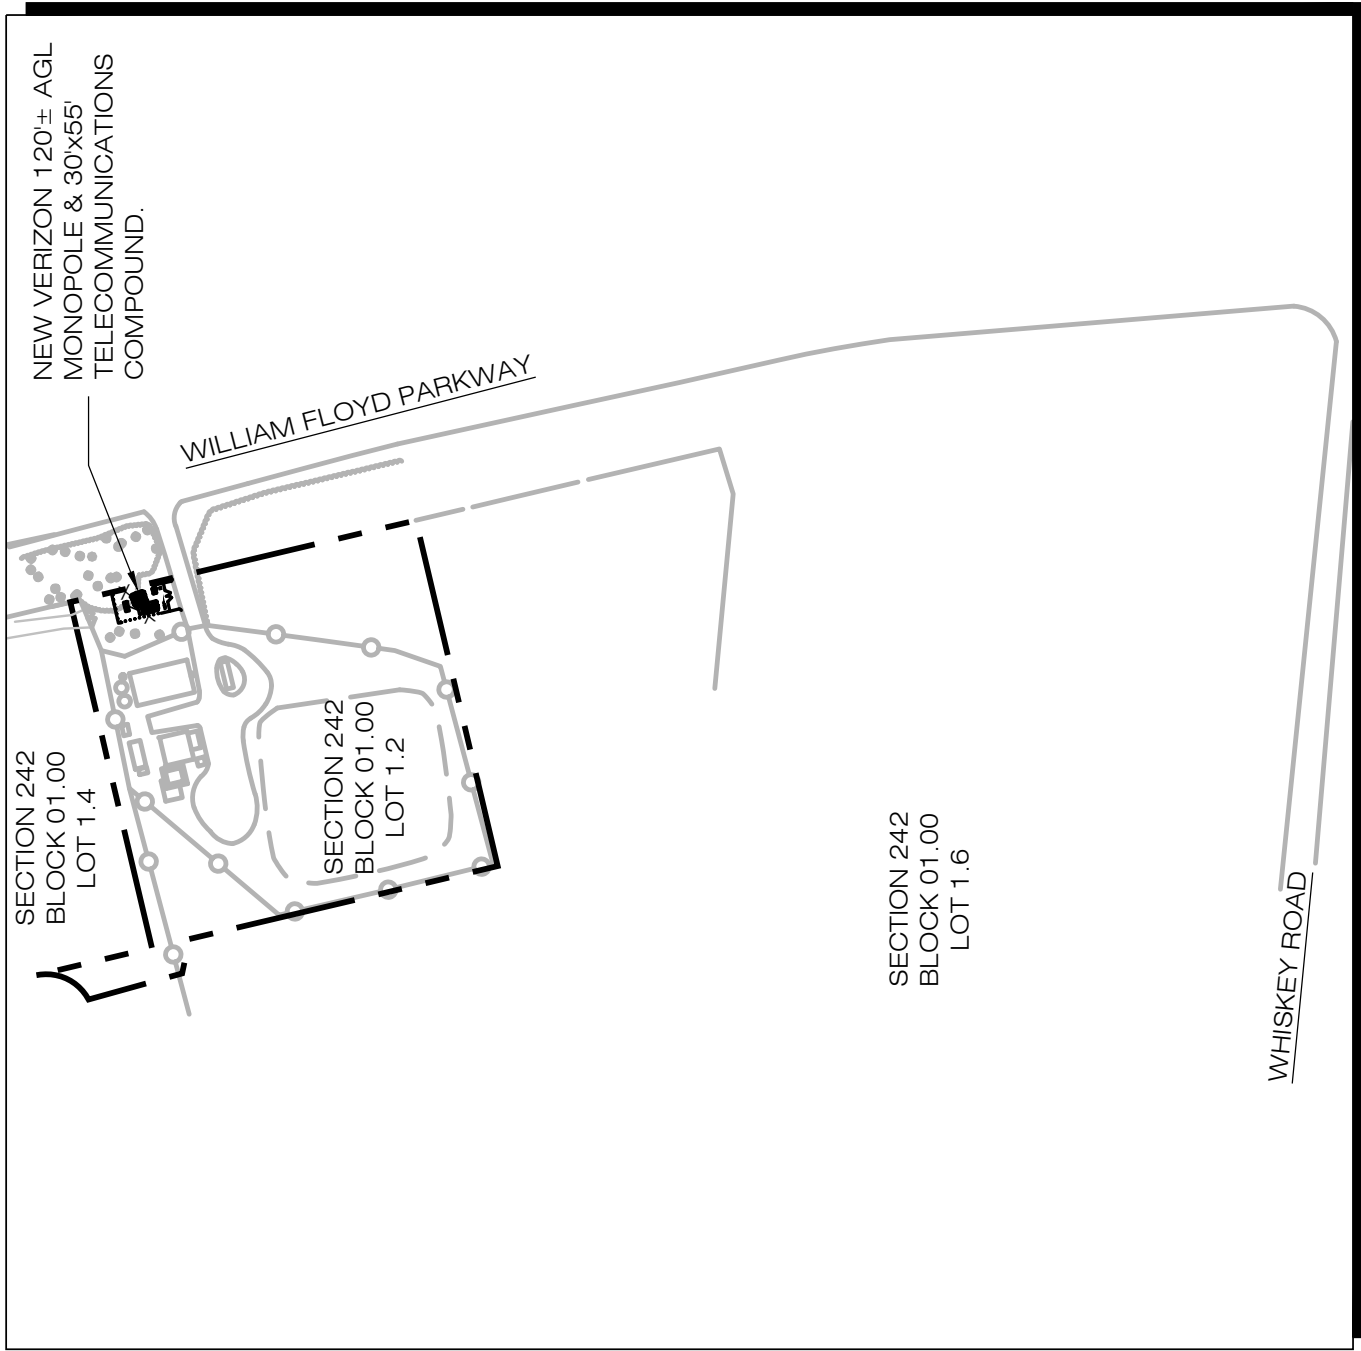 NEW VERIZON 120'± AGL
MONOPOLE & 30'x55'
TELECOMMUNICATIONS
COMPOUND.
WILLIAM FLOYD PARKWAY
SECTION 242
BLOCK 01.00
LOT 1.4
SECTION 242
BLOCK 01.00
LOT 1.2
SECTION 242
BLOCK 01.00
LOT 1.6
WHISKEY ROAD